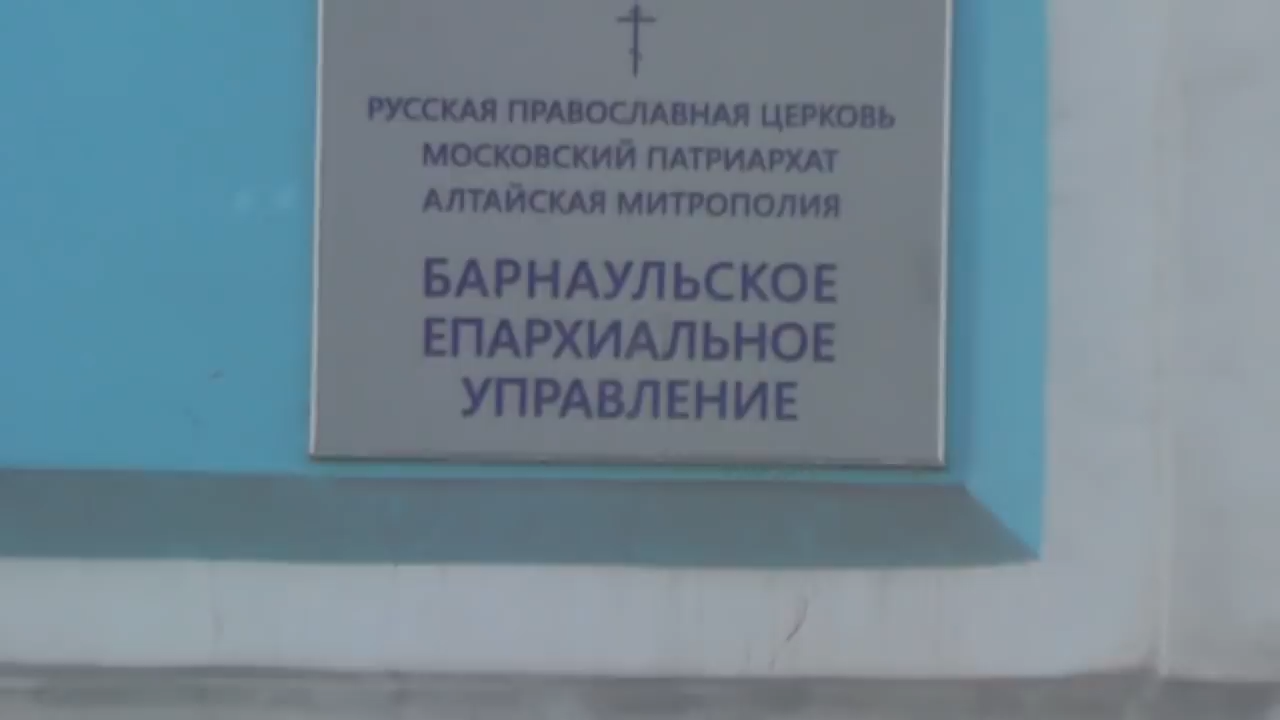 РУССКАЯ ПРАВОСЛАВНАЯ ЦЕРКОВЬ
МОСКОВСКИЙ ПАТРИАРХАТ
АЛТАЙСКАЯ МИТРОПОЛИЯ
БАРНАУЛЬСКОЕ
ЕПАРХИАЛЬНОЕ
УПРАВЛЕНИЕ